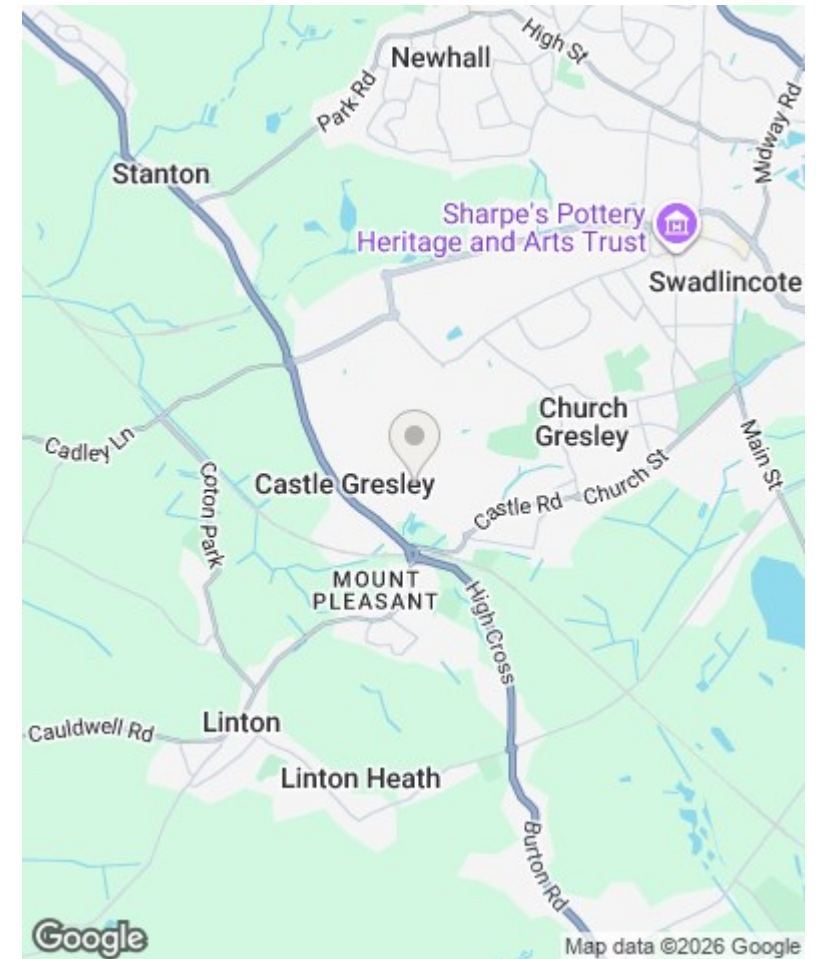 High St
Newhall
Park Rd
Midway Rd
Stanton
Sharpe's Pottery
Heritage and Arts Trust
Swadlincote
Church
Gresley
Cadley Ln
Main St
Castle Gresley
Church St
Castle Rd
Coton Park
MOUNT
PLEASANT
High Cross
Linton
Cauldwell Rd
Linton Heath
Burton Rd
Google
Map data ©2026 Google